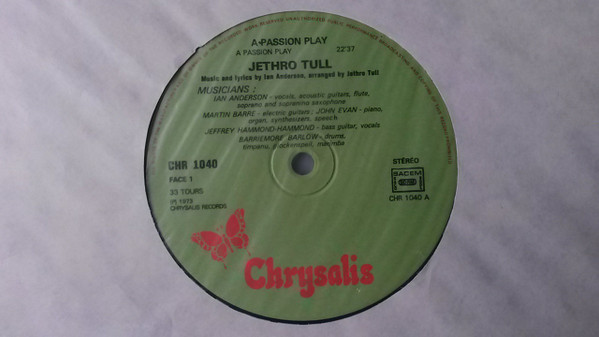 A PASSION PLAY
A PASSION PLAY 22'37
JETHRO TULL
Music and lyrics by Ian Anderson, arranged by Jethro Tull
MUSICIANS :
IAN ANDERSON - vocals, acoustic guitars, flute,
soprano and sopranino saxophone
MARTIN BARRE - electric guitars ; JOHN EVAN - piano,
organ, synthesizers, speech
JEFFREY HAMMOND-HAMMOND - bass guitar, vocals
BARRIEMORE BARLOW - drums,
timpani, glockenspiel, marimba
CHR 1040
STÉRÉO
FACE 1
SACEM
33 TOURS
CHR 1040 A
℗ 1973
CHRYSALIS RECORDS
Chrysalis